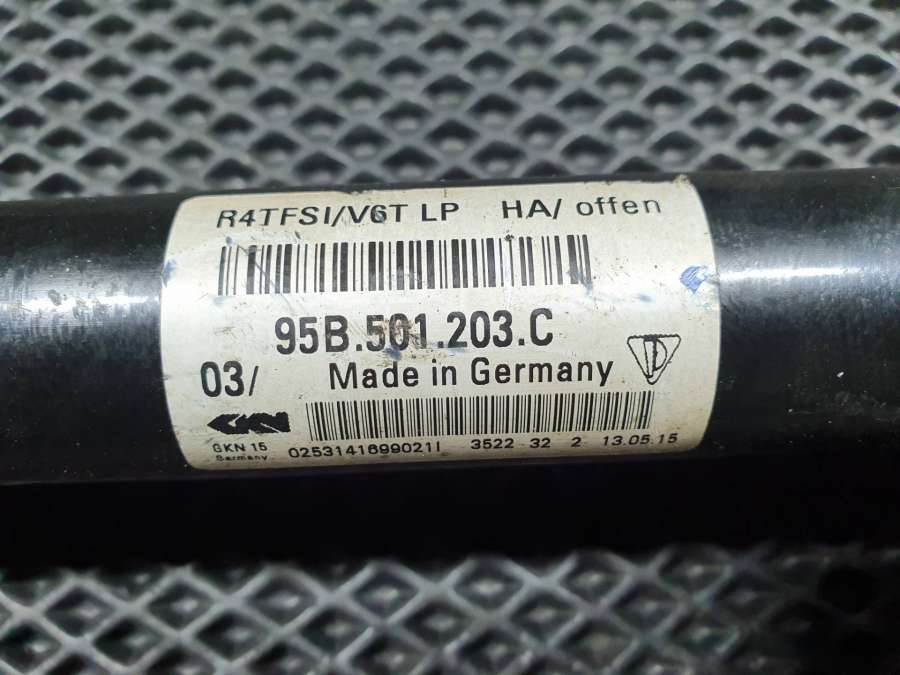 R4TFSI/V6T LP HA/ offen
95B.501.203.C
03/ Made in Germany
GKN
GKN 15 02531416990211 3522 32 2 13.05.15
Germany